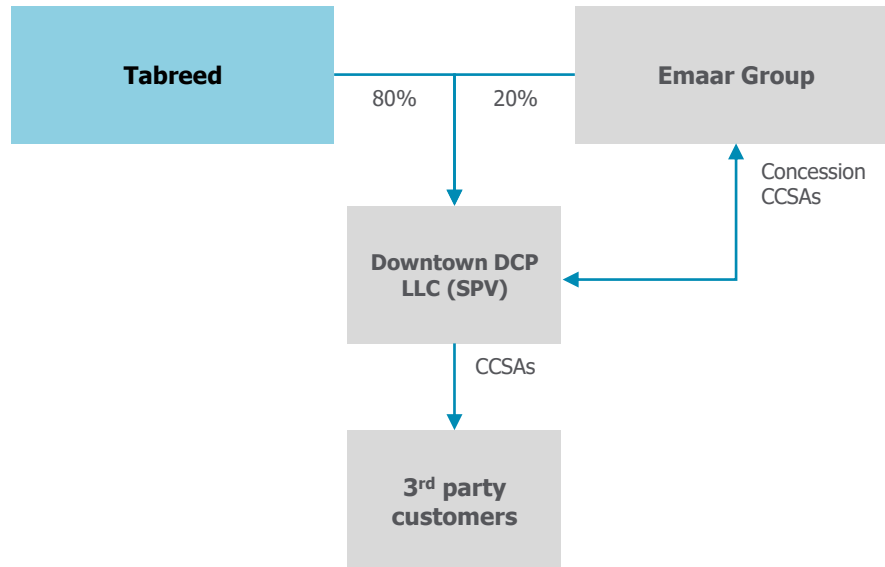 Tabreed
Emaar Group
80%
20%
Concession
CCSAs
Downtown DCP
LLC (SPV)
CCSAs
3rd party
customers